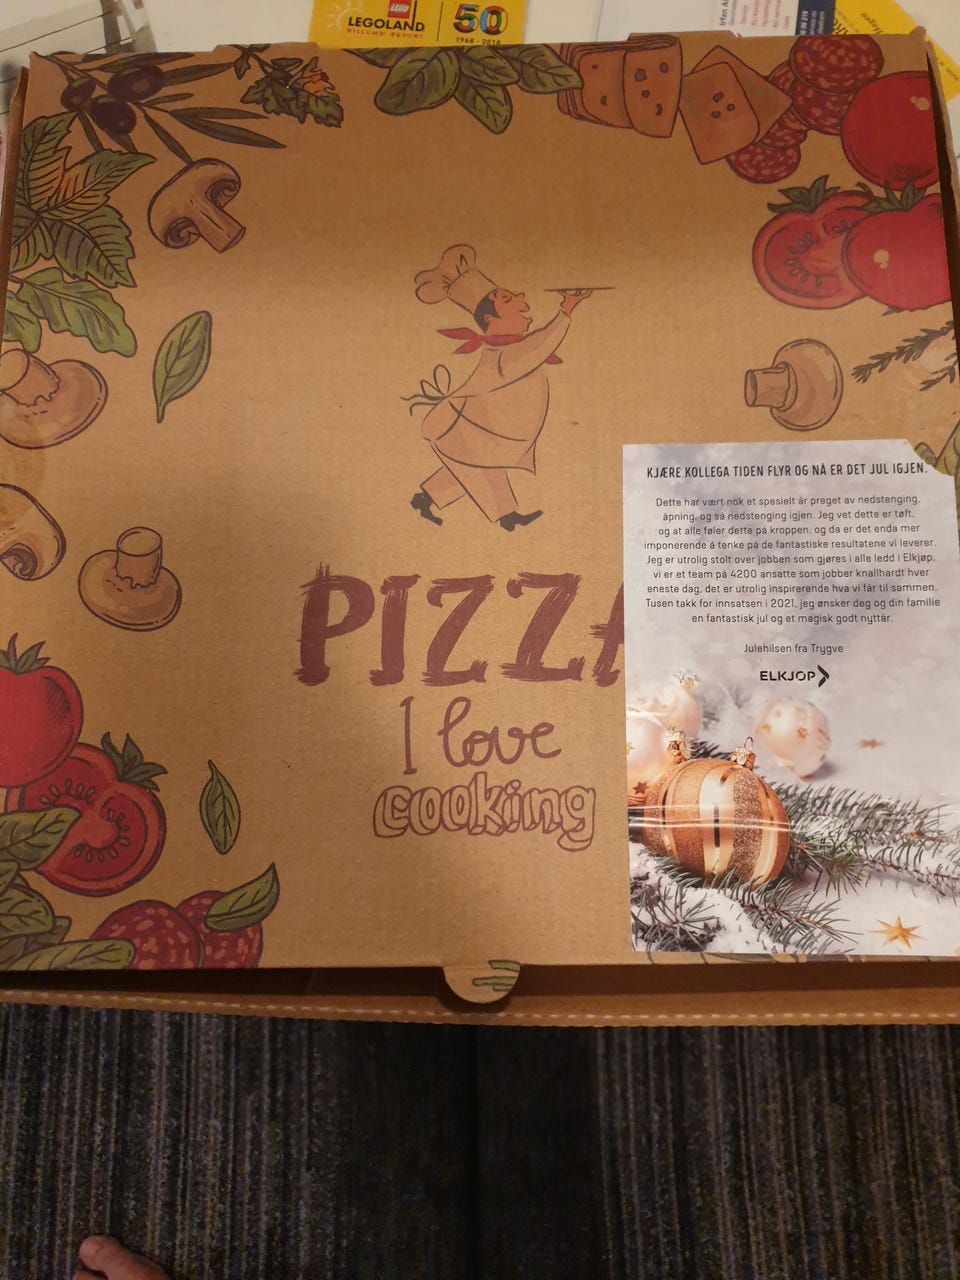 LEGO
LEGOLAND
BILLUND RESORT
50
1968 - 2018
Irfan A
PIZZ
I love
cooking
KJÆRE KOLLEGA TIDEN FLYR OG NÅ ER DET JUL IGJEN.
Dette har vært nok et spesielt år preget av nedstenging,
åpning, og så nedstenging igjen. Jeg vet dette er tøft,
og at alle føler dette på kroppen, og da er det enda mer
imponerende å tenke på de fantastiske resultatene vi leverer.
Jeg er utrolig stolt over jobben som gjøres i alle ledd i Elkjøp,
vi er et team på 4200 ansatte som jobber knallhardt hver
eneste dag, det er utrolig inspirerende hva vi får til sammen.
Tusen takk for innsatsen i 2021, jeg ønsker deg og din familie
en fantastisk jul og et magisk godt nyttår.
Julehilsen fra Trygve
ELKJOP